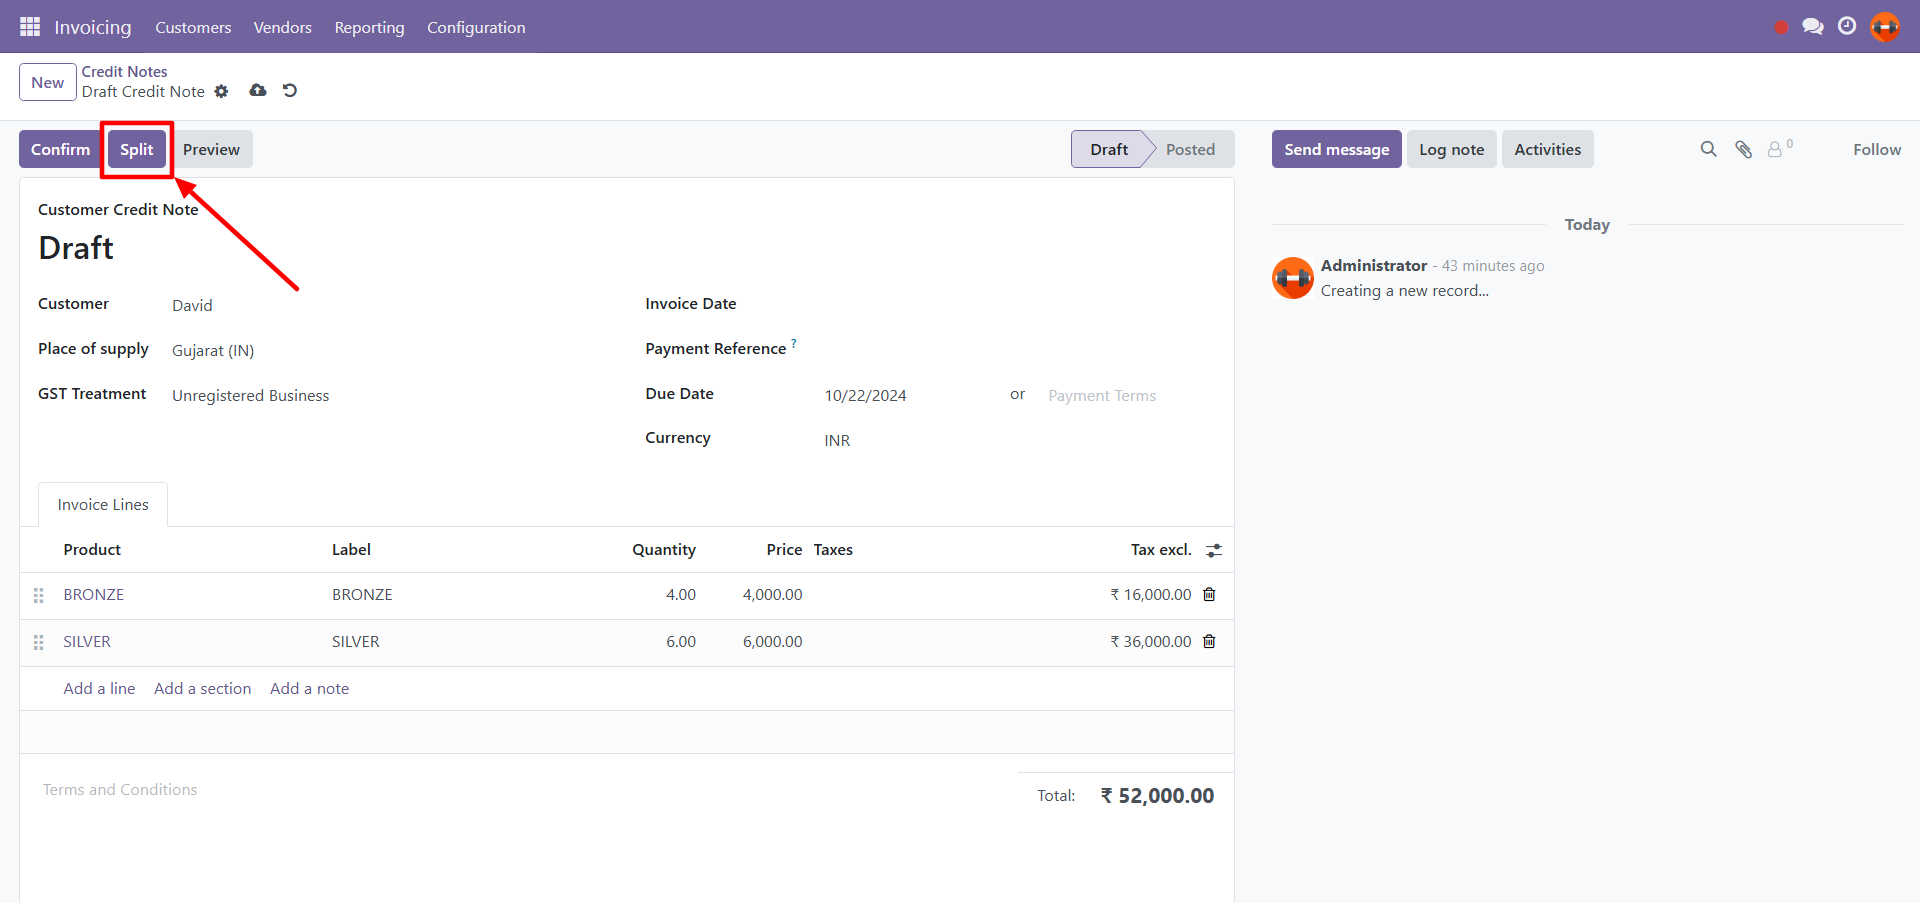 Invoicing Customers Vendors Reporting Configuration
New
Credit Notes
Draft Credit Note
Confirm Split Preview
Draft Posted
Send message Log note Activities
0
Follow
Customer Credit Note
Draft
Customer David
Place of supply Gujarat (IN)
GST Treatment Unregistered Business
Invoice Date
Payment Reference ?
Due Date 10/22/2024 or Payment Terms
Currency INR
Invoice Lines
Product Label Quantity Price Taxes Tax excl.
BRONZE BRONZE 4.00 4,000.00 ₹ 16,000.00
SILVER SILVER 6.00 6,000.00 ₹ 36,000.00
Add a line Add a section Add a note
Terms and Conditions
Total: ₹ 52,000.00
Today
Administrator - 43 minutes ago
Creating a new record...